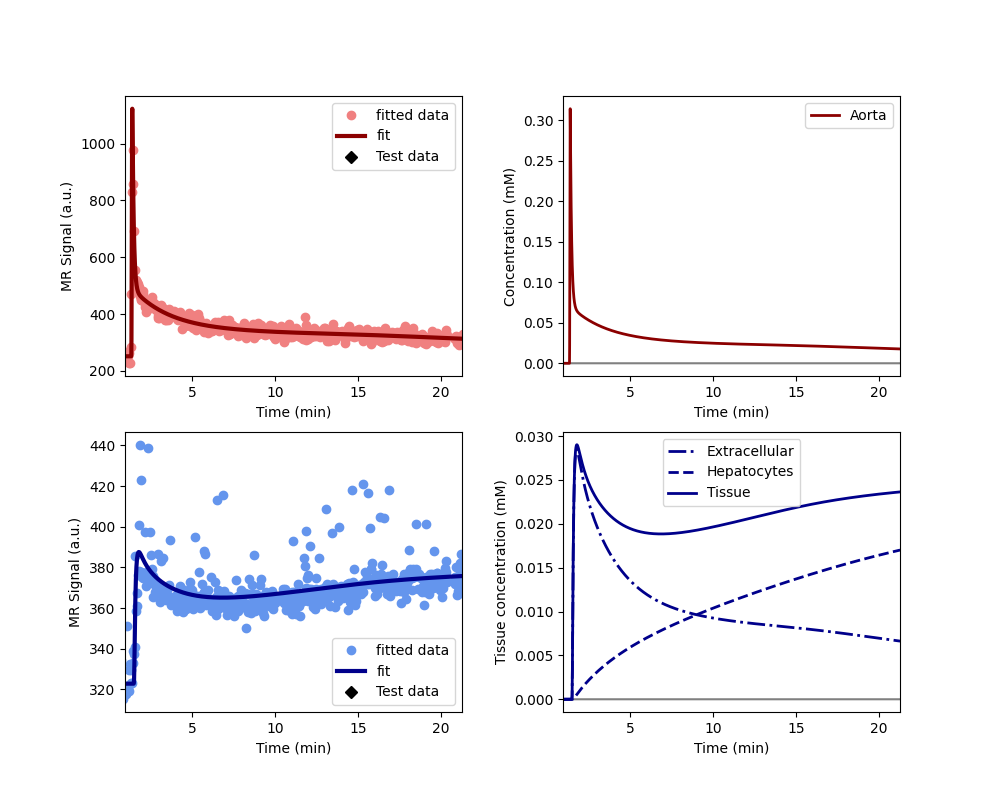 MR Signal (a.u.)
1000
800
600
400
200
5
10
15
20
Time (min)
fitted data
fit
Test data
Concentration (mM)
0.30
0.25
0.20
0.15
0.10
0.05
0.00
5
10
15
20
Time (min)
Aorta
MR Signal (a.u.)
440
420
400
380
360
340
320
5
10
15
20
Time (min)
fitted data
fit
Test data
Tissue concentration (mM)
0.030
0.025
0.020
0.015
0.010
0.005
0.000
5
10
15
20
Time (min)
Extracellular
Hepatocytes
Tissue